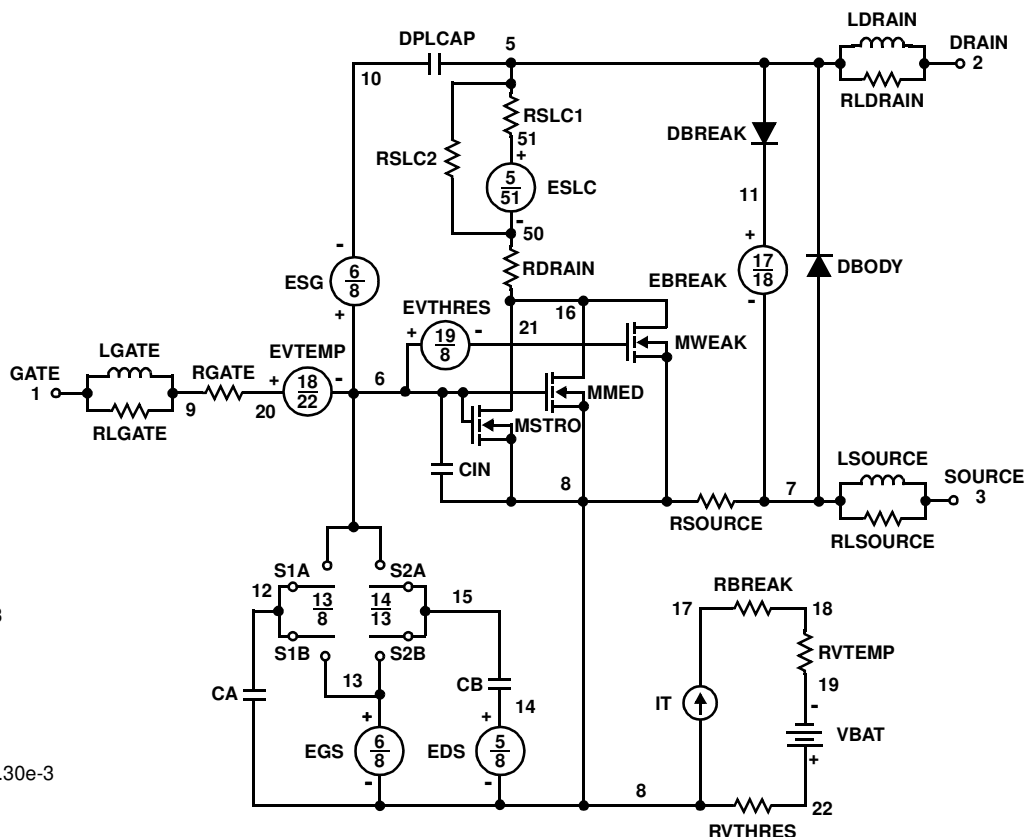 LDRAIN
DPLCAP
5
DRAIN
2
10
RLDRAIN
RSLC1
51
DBREAK
+
RSLC2
5
51
ESLC
11
-
50
-
+
RDRAIN
17
18
EBREAK
DBODY
ESG
6
8
EVTHRES
16
-
+
+
19
8
-
21
MWEAK
LGATE
EVTEMP
GATE
1
RGATE
+
18
22
-
6
MMED
9
20
MSTRO
RLGATE
LSOURCE
CIN
8
7
SOURCE
3
RSOURCE
RLSOURCE
S1A
S2A
RBREAK
12
13
8
14
13
15
17
18
S1B
S2B
RVTEMP
13
CB
19
CA
14
IT
-
+
+
VBAT
EGS
6
8
EDS
5
8
+
.30e-3
-
-
8
22
RVTHRES